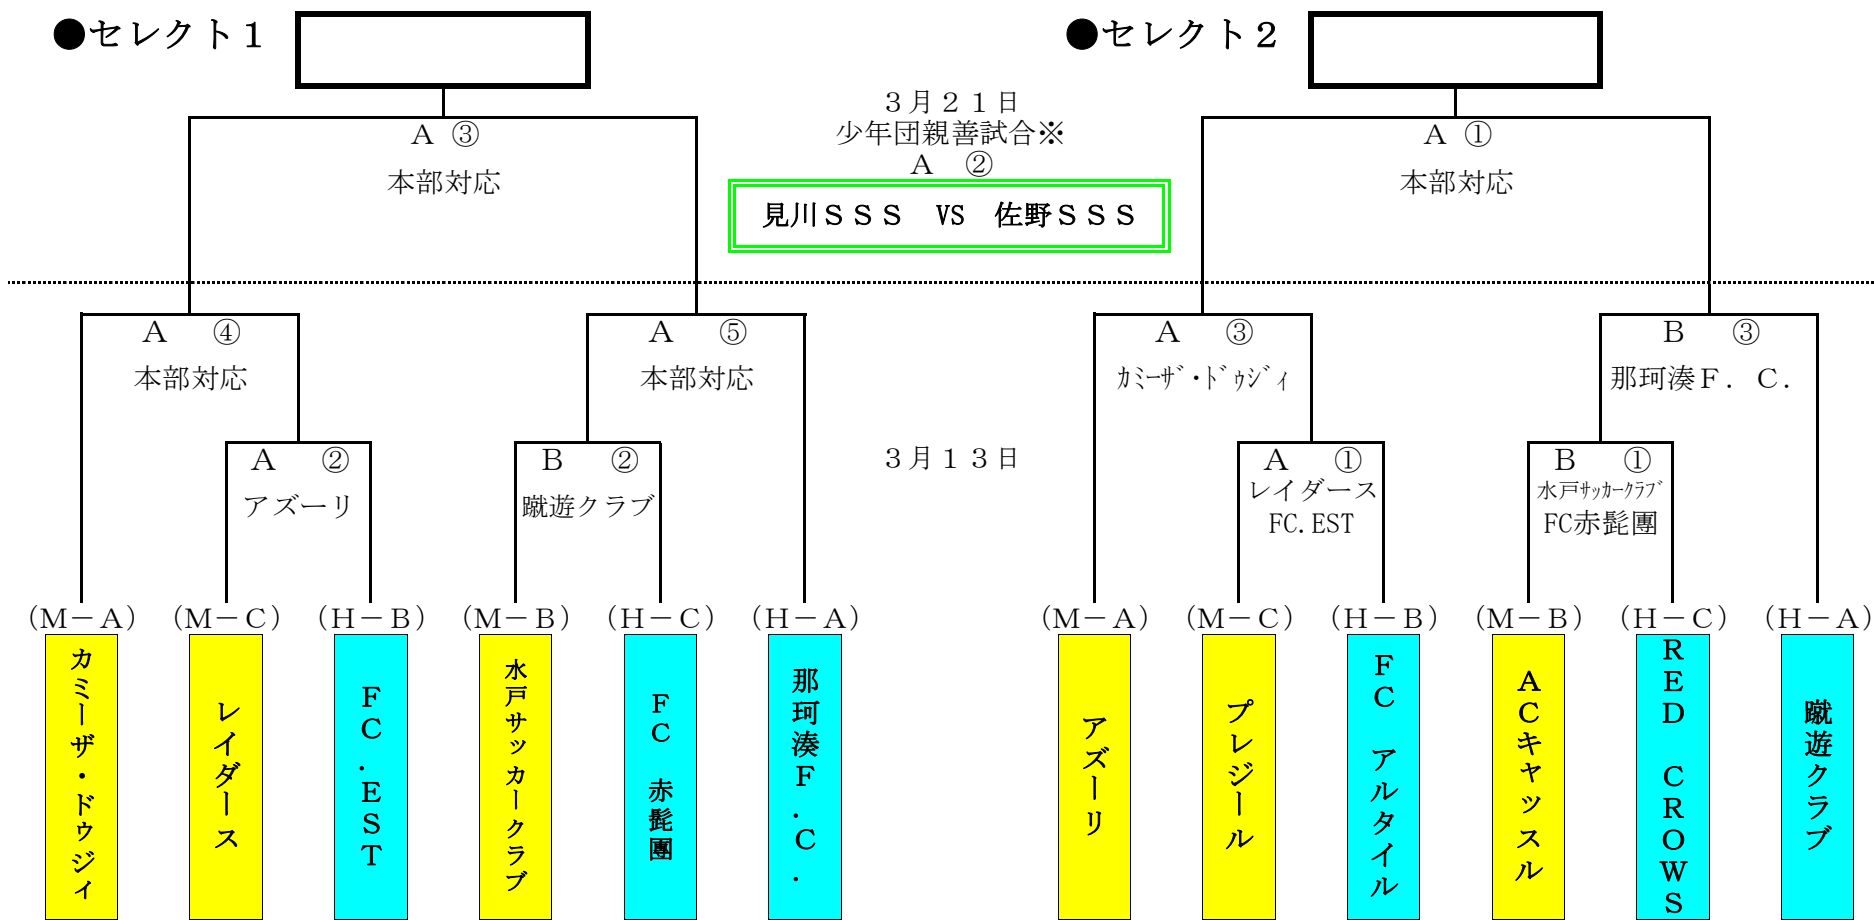 ●セレクト１
●セレクト２
３月２１日
少年団親善試合※
Ａ ②
見川ＳＳＳ VS 佐野ＳＳＳ
Ａ ③
本部対応
Ａ ①
本部対応
Ａ ④
本部対応
Ａ ⑤
本部対応
Ａ ③
ｶﾐｰｻﾞ･ﾄﾞｩｼﾞｨ
Ｂ ③
那珂湊Ｆ．Ｃ．
３月１３日
Ａ ②
アズーリ
Ｂ ②
蹴遊クラブ
Ａ ①
レイダース
FC.EST
Ｂ ①
水戸ｻｯｶｰｸﾗﾌﾞ
FC赤髭團
（Ｍ－Ａ）
（Ｍ－Ｃ）
（Ｈ－Ｂ）
（Ｍ－Ｂ）
（Ｈ－Ｃ）
（Ｈ－Ａ）
（Ｍ－Ａ）
（Ｍ－Ｃ）
（Ｈ－Ｂ）
（Ｍ－Ｂ）
（Ｈ－Ｃ）
（Ｈ－Ａ）
カミーザ・ドゥジィ
レイダース
ＦＣ．ＥＳＴ
水戸サッカークラブ
ＦＣ 赤髭團
那珂湊Ｆ．Ｃ．
アズーリ
プレジール
ＦＣ アルタイル
ＡＣキャッスル
ＲＥＤ ＣＲＯＷＳ
蹴遊クラブ